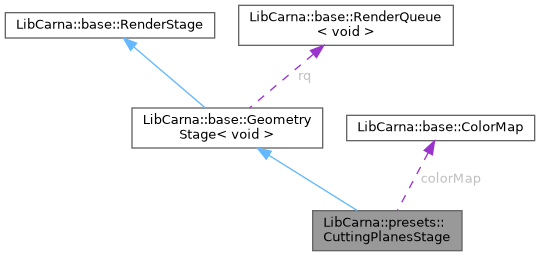 LibCarna::base::RenderStage
LibCarna::base::RenderQueue
< void >
rq
LibCarna::base::Geometry
Stage< void >
LibCarna::base::ColorMap
colorMap
LibCarna::presets::
CuttingPlanesStage